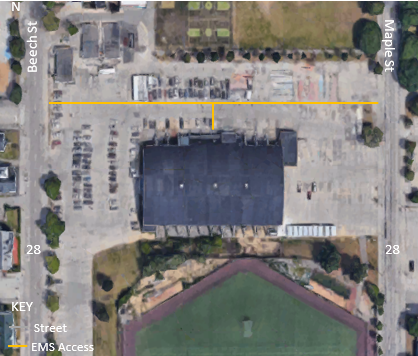 N
Beech St
Maple St
28
28
KEY
Street
EMS Access